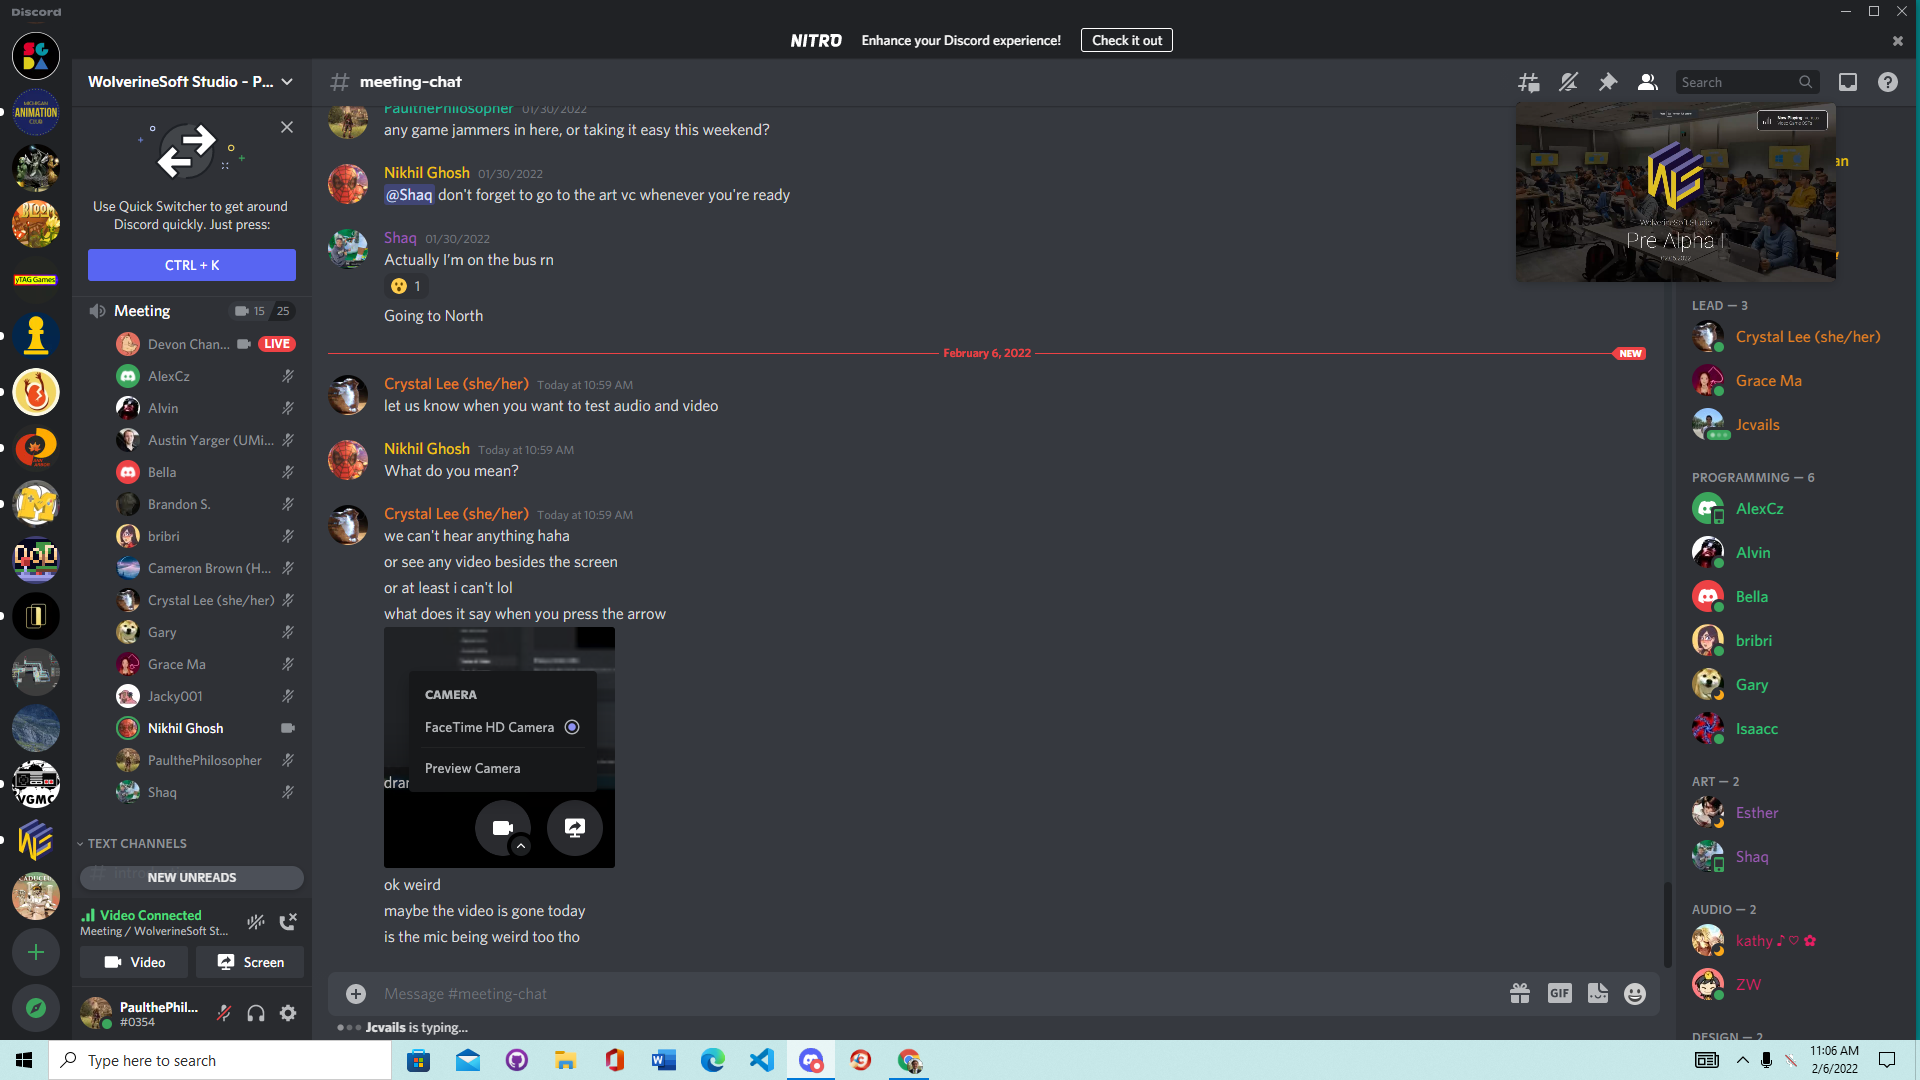 Discord
NITRO Enhance your Discord experience! Check it out
WolverineSoft Studio - P...
meeting-chat
Search
Use Quick Switcher to get around
Discord quickly. Just press:
CTRL + K
Meeting 15 25
Devon Chan... LIVE
AlexCz
Alvin
Austin Yarger (UMi...
Bella
Brandon S.
bribri
Cameron Brown (H...
Crystal Lee (she/her)
Gary
Grace Ma
Jacky001
Nikhil Ghosh
PaulthePhilosopher
Shaq
TEXT CHANNELS
NEW UNREADS
Video Connected
Meeting / WolverineSoft St...
Video Screen
PaulthePhil...
#0354
PaulthePhilosopher 01/30/2022
any game jammers in here, or taking it easy this weekend?
Nikhil Ghosh 01/30/2022
@Shaq don't forget to go to the art vc whenever you're ready
Shaq 01/30/2022
Actually I'm on the bus rn
1
Going to North
February 6, 2022 NEW
Crystal Lee (she/her) Today at 10:59 AM
let us know when you want to test audio and video
Nikhil Ghosh Today at 10:59 AM
What do you mean?
Crystal Lee (she/her) Today at 10:59 AM
we can't hear anything haha
or see any video besides the screen
or at least i can't lol
what does it say when you press the arrow
CAMERA
FaceTime HD Camera
Preview Camera
drar
ok weird
maybe the video is gone today
is the mic being weird too tho
Message #meeting-chat
GIF
Jcvails is typing...
Now Playing
WolverineSoft Studio
Pre Alpha I
an
LEAD — 3
Crystal Lee (she/her)
Grace Ma
Jcvails
PROGRAMMING — 6
AlexCz
Alvin
Bella
bribri
Gary
Isaacc
ART — 2
Esther
Shaq
AUDIO — 2
kathy ♪ ♡ ✿
ZW
DESIGN — 2
Type here to search
11:06 AM
2/6/2022